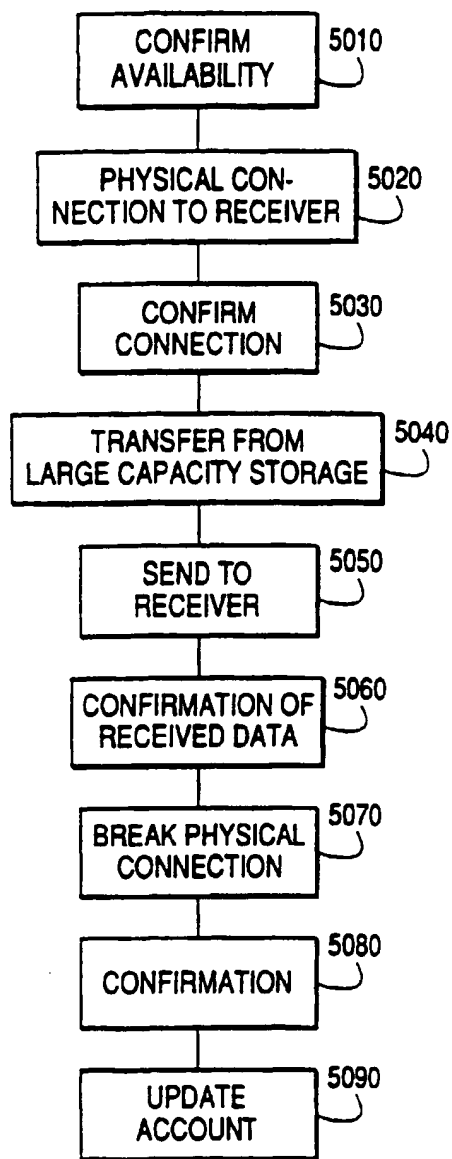 CONFIRM
AVAILABILITY
5010
PHYSICAL CON-
NECTION TO RECEIVER
5020
CONFIRM
CONNECTION
5030
TRANSFER FROM
LARGE CAPACITY STORAGE
5040
SEND TO
RECEIVER
5050
CONFIRMATION OF
RECEIVED DATA
5060
BREAK PHYSICAL
CONNECTION
5070
CONFIRMATION
5080
UPDATE
ACCOUNT
5090